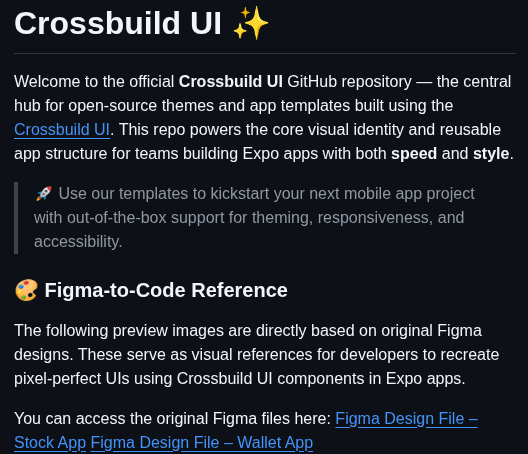 Crossbuild UI ✨
Welcome to the official Crossbuild UI GitHub repository — the central
hub for open-source themes and app templates built using the
Crossbuild UI. This repo powers the core visual identity and reusable
app structure for teams building Expo apps with both speed and style.
🚀 Use our templates to kickstart your next mobile app project
with out-of-the-box support for theming, responsiveness, and
accessibility.
🎨 Figma-to-Code Reference
The following preview images are directly based on original Figma
designs. These serve as visual references for developers to recreate
pixel-perfect UIs using Crossbuild UI components in Expo apps.
You can access the original Figma files here: Figma Design File –
Stock App Figma Design File – Wallet App